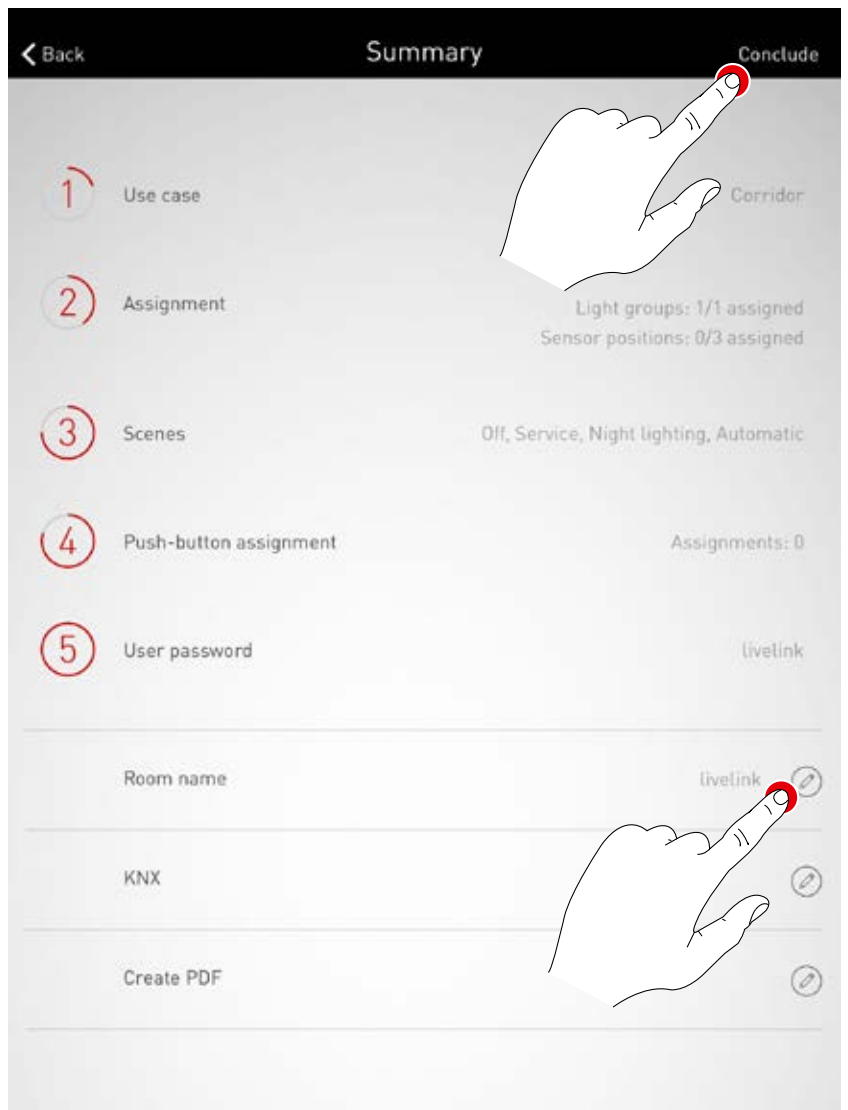 Back
Summary
Conclude
1
Use case
Corridor
2
Assignment
Light groups: 1/1 assigned
Sensor positions: 0/3 assigned
3
Scenes
Off, Service, Night lighting, Automatic
4
Push-button assignment
Assignments: 0
5
User password
livelink
Room name
livelink
KNX
Create PDF